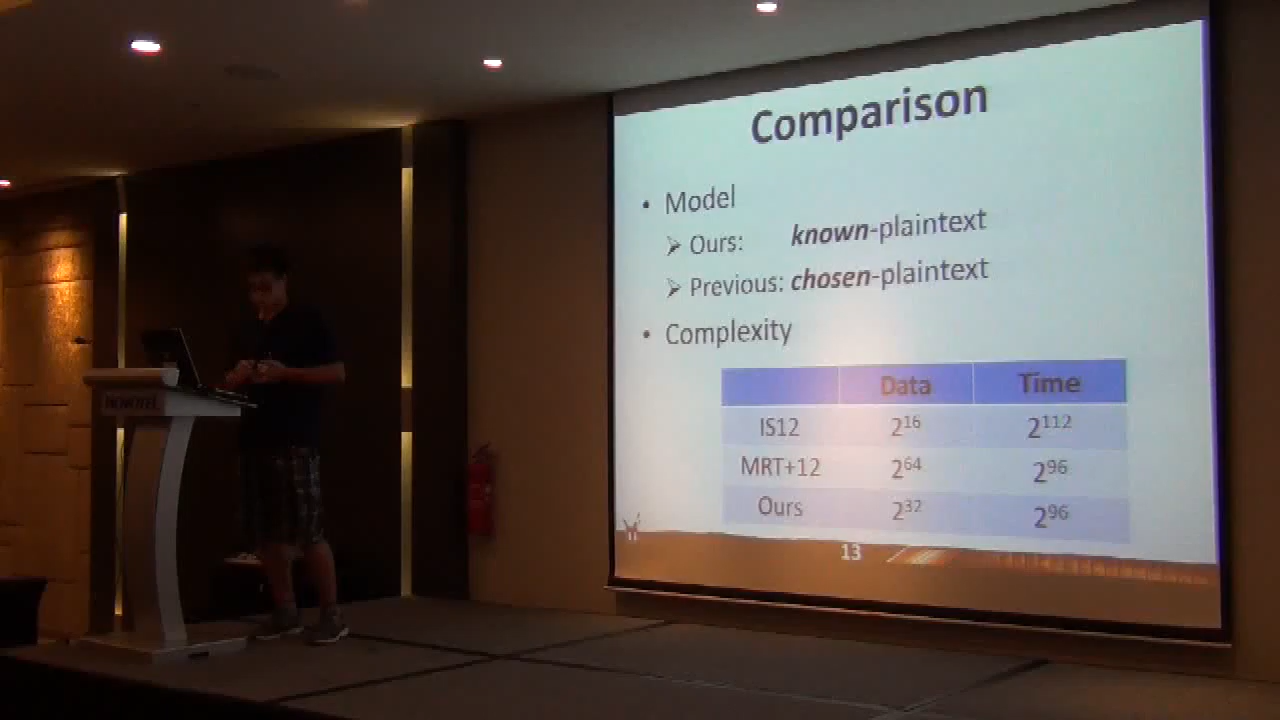 Comparison
• Model
➢ Ours: known-plaintext
➢ Previous: chosen-plaintext
• Complexity
Data Time
IS12 2^16 2^112
MRT+12 2^64 2^96
Ours 2^32 2^96
13
NOVOTEL